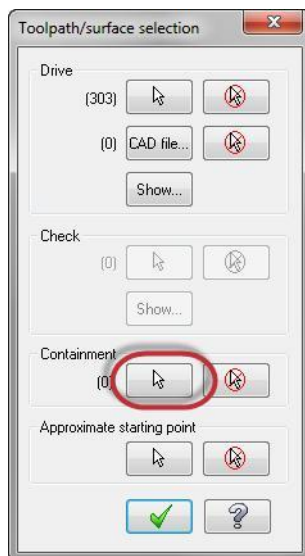 Toolpath/surface selection
Drive
(303)
(0) CAD file...
Show...
Check
(0)
Show...
Containment
(0)
Approximate starting point